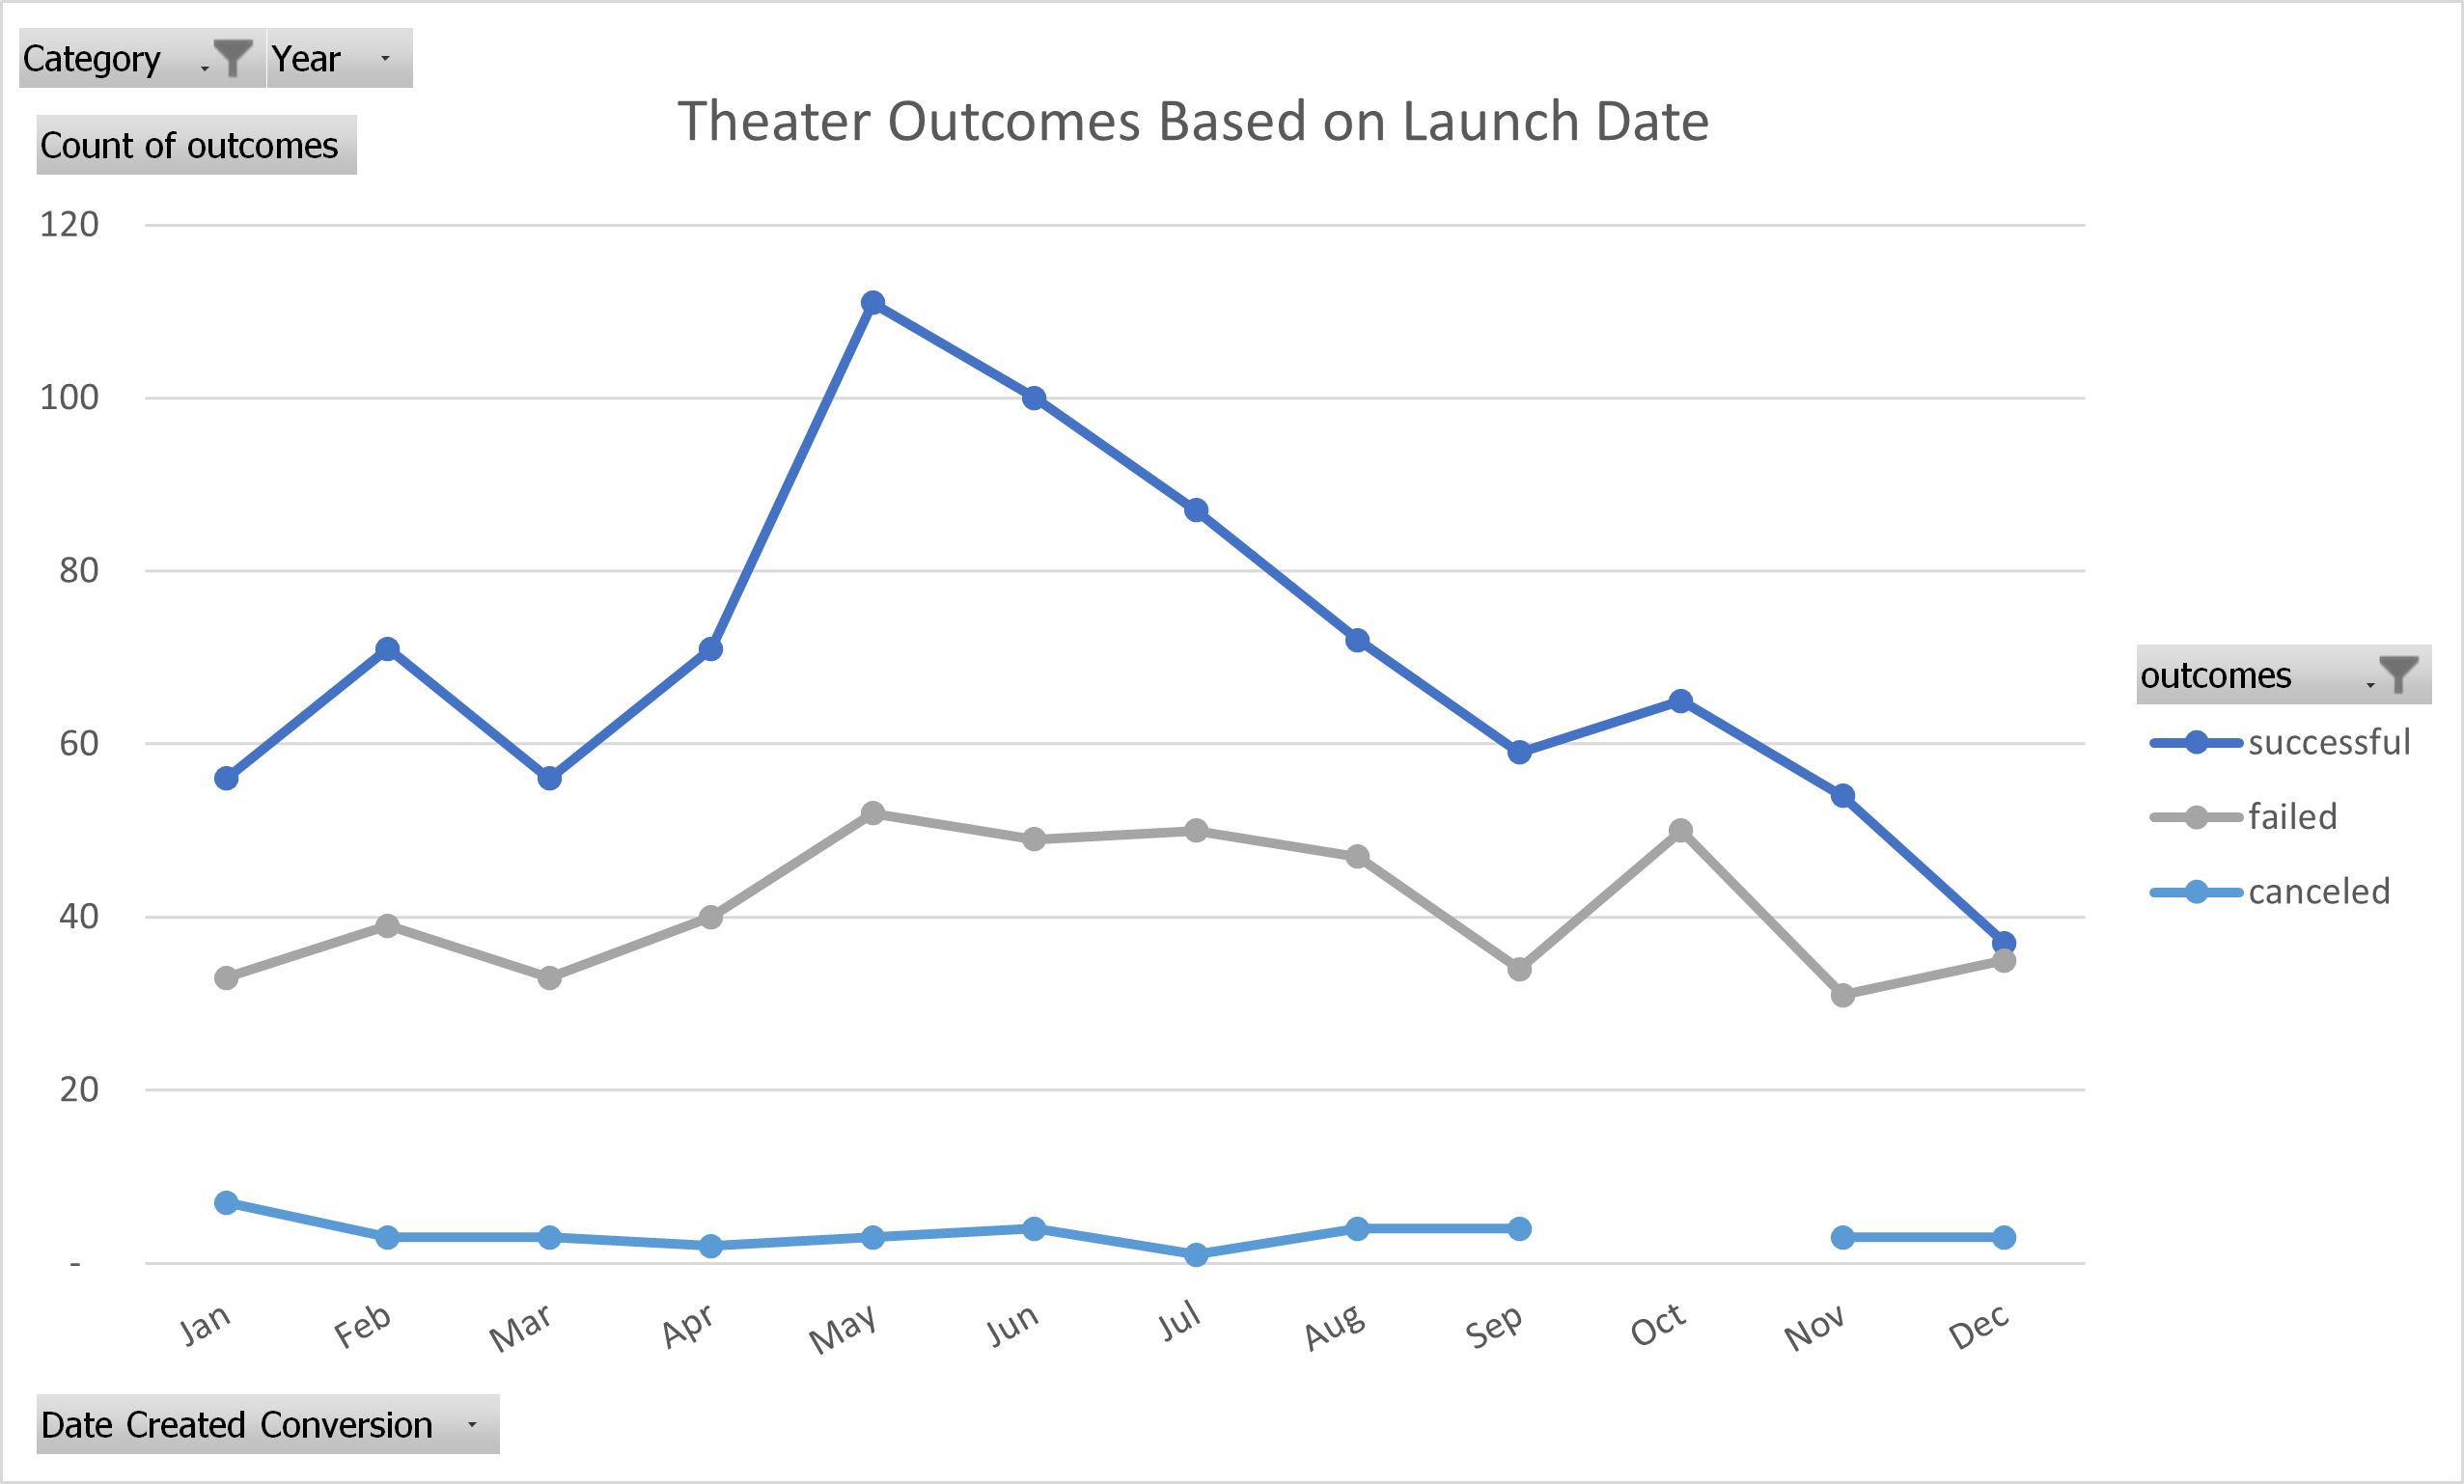 Category Year
Theater Outcomes Based on Launch Date
Count of outcomes
120
100
80
60
40
20
-
outcomes
successful
failed
canceled
Jan Feb Mar Apr May Jun Jul Aug Sep Oct Nov Dec
Date Created Conversion